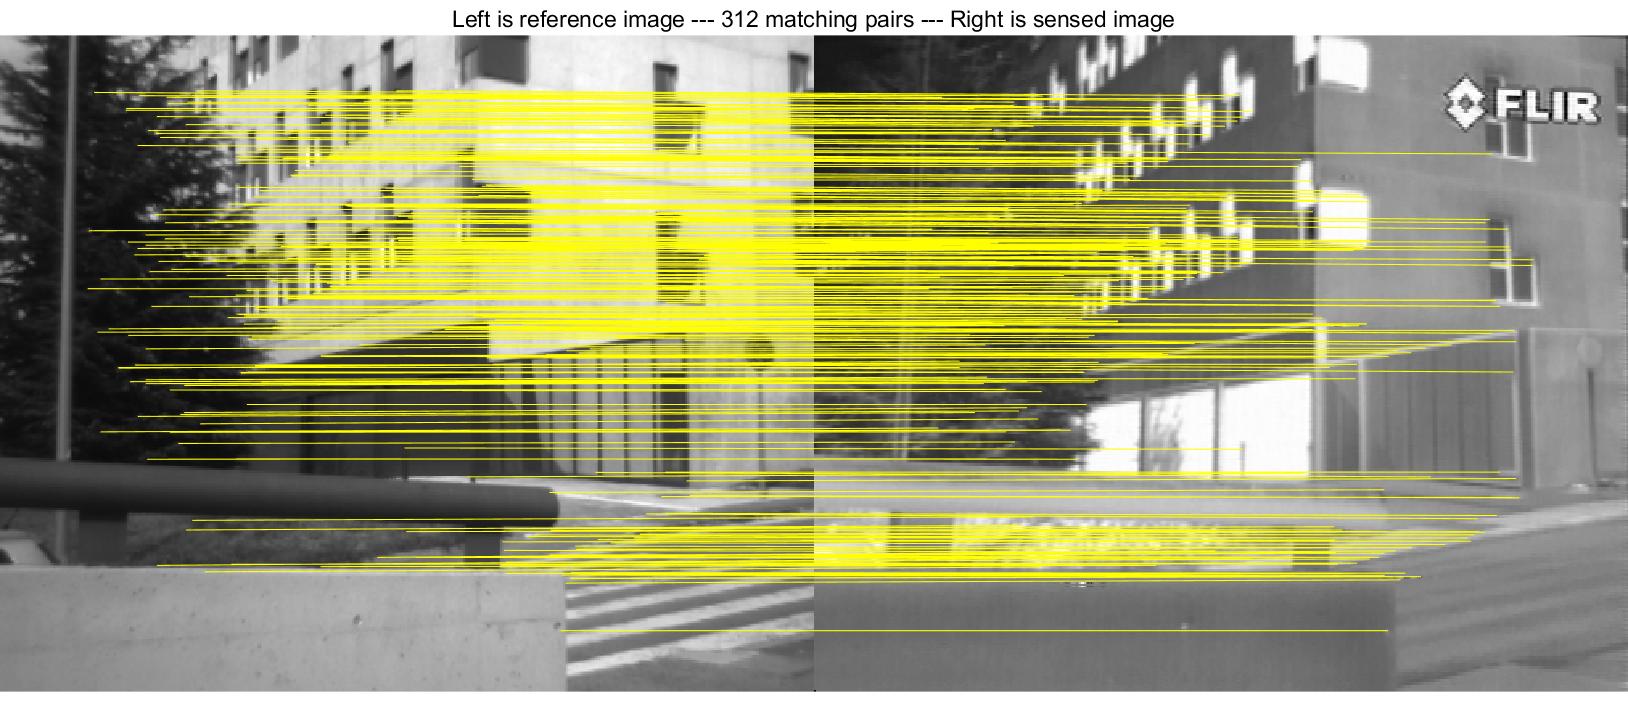 Left is reference image --- 312 matching pairs --- Right is sensed image
FLIR